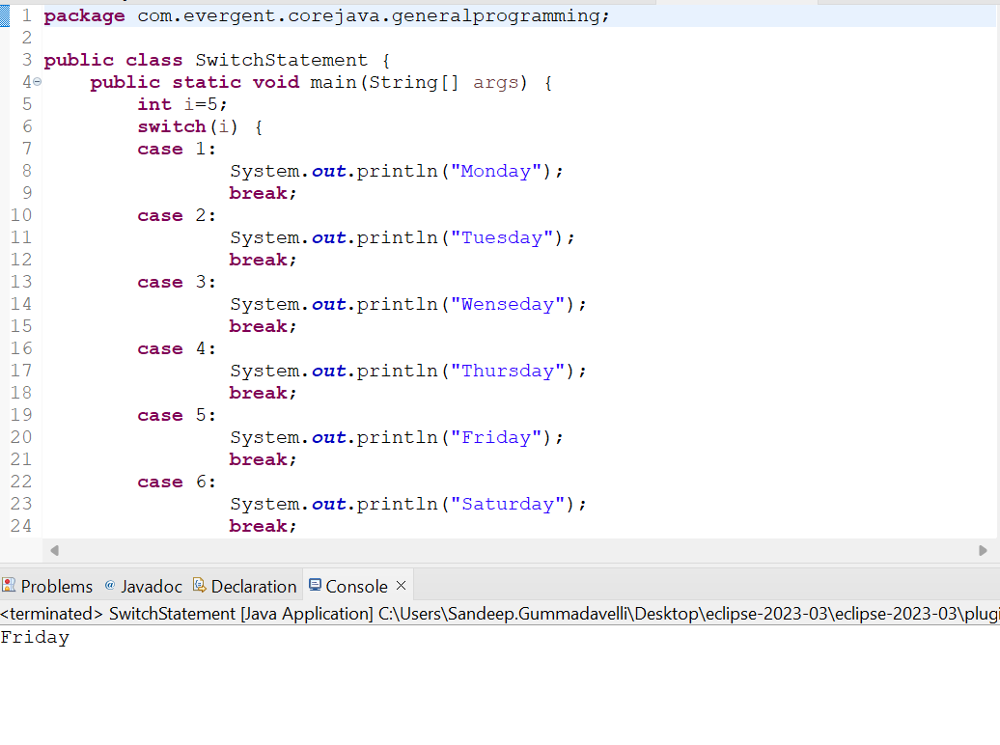 1 package com.evergent.corejava.generalprogramming;
2
3 public class SwitchStatement {
4 public static void main(String[] args) {
5 int i=5;
6 switch(i) {
7 case 1:
8 System.out.println("Monday");
9 break;
10 case 2:
11 System.out.println("Tuesday");
12 break;
13 case 3:
14 System.out.println("Wenseday");
15 break;
16 case 4:
17 System.out.println("Thursday");
18 break;
19 case 5:
20 System.out.println("Friday");
21 break;
22 case 6:
23 System.out.println("Saturday");
24 break;
Problems @ Javadoc Declaration Console ×
<terminated> SwitchStatement [Java Application] C:\Users\Sandeep.Gummadavelli\Desktop\eclipse-2023-03\eclipse-2023-03\plugi
Friday